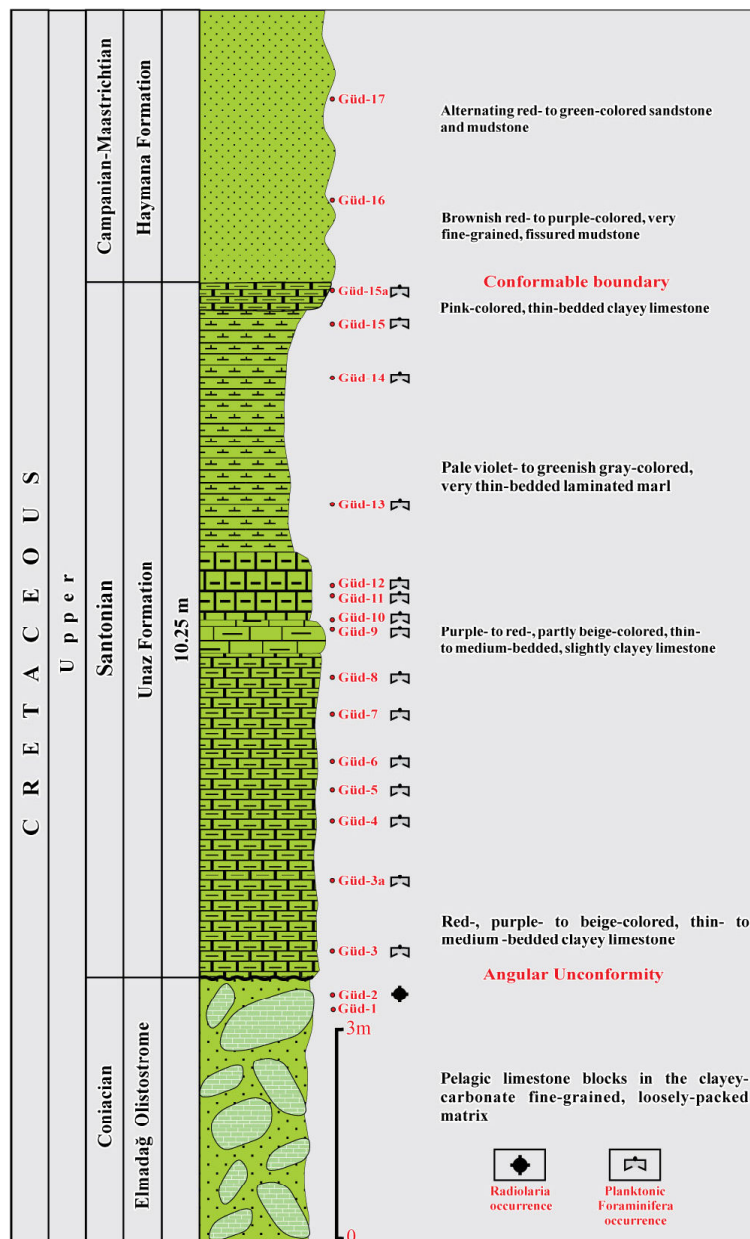 CRETACEOUS
Upper
Campanian-Maastrichtian
Haymana Formation
Santonian
Unaz Formation
10.25 m
Coniacian
Elmadağ Olistostrome
Güd-17
Alternating red- to green-colored sandstone
and mudstone
Güd-16
Brownish red- to purple-colored, very
fine-grained, fissured mudstone
Conformable boundary
Güd-15a
Pink-colored, thin-bedded clayey limestone
Güd-15
Güd-14
Pale violet- to greenish gray-colored,
very thin-bedded laminated marl
Güd-13
Güd-12
Güd-11
Güd-10
Güd-9
Purple- to red-, partly beige-colored, thin-
to medium-bedded, slightly clayey limestone
Güd-8
Güd-7
Güd-6
Güd-5
Güd-4
Güd-3a
Güd-3
Red-, purple- to beige-colored, thin- to
medium -bedded clayey limestone
Angular Unconformity
Güd-2
Güd-1
3m
Pelagic limestone blocks in the clayey-
carbonate fine-grained, loosely-packed
matrix
Radiolaria
occurrence
Planktonic
Foraminifera
occurrence
0